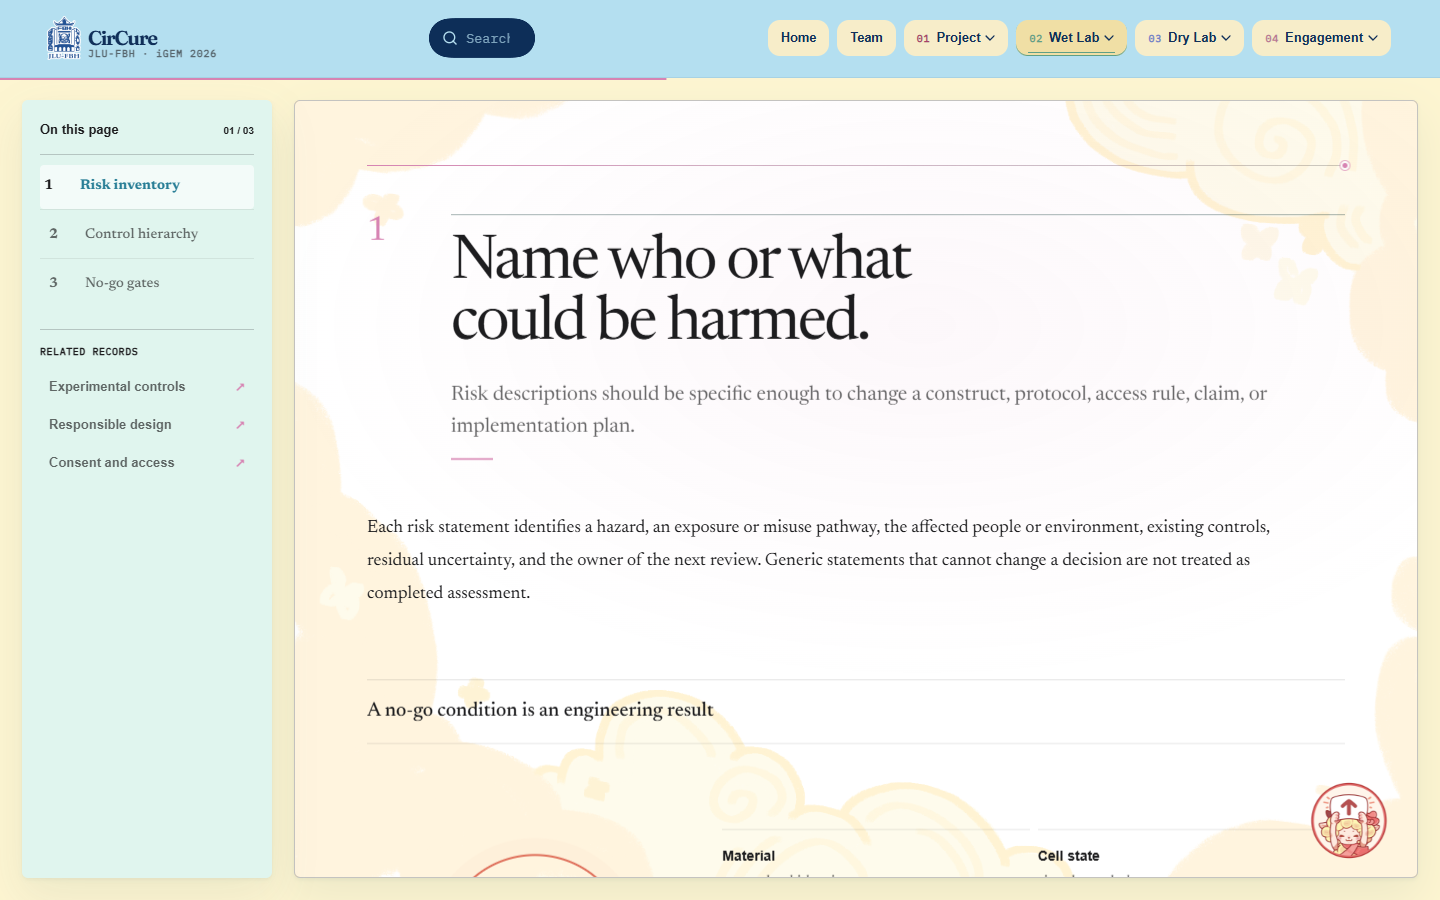 CirCure
JLU-FBH · iGEM 2026
JLU-FBH
Search
Home
Team
01 Project
02 Wet Lab
03 Dry Lab
04 Engagement
On this page
01 / 03
1 Risk inventory
2 Control hierarchy
3 No-go gates
RELATED RECORDS
Experimental controls ↗
Responsible design ↗
Consent and access ↗
1
Name who or what
could be harmed.
Risk descriptions should be specific enough to change a construct, protocol, access rule, claim, or
implementation plan.
Each risk statement identifies a hazard, an exposure or misuse pathway, the affected people or environment, existing controls,
residual uncertainty, and the owner of the next review. Generic statements that cannot change a decision are not treated as
completed assessment.
A no-go condition is an engineering result
Material
Cell state